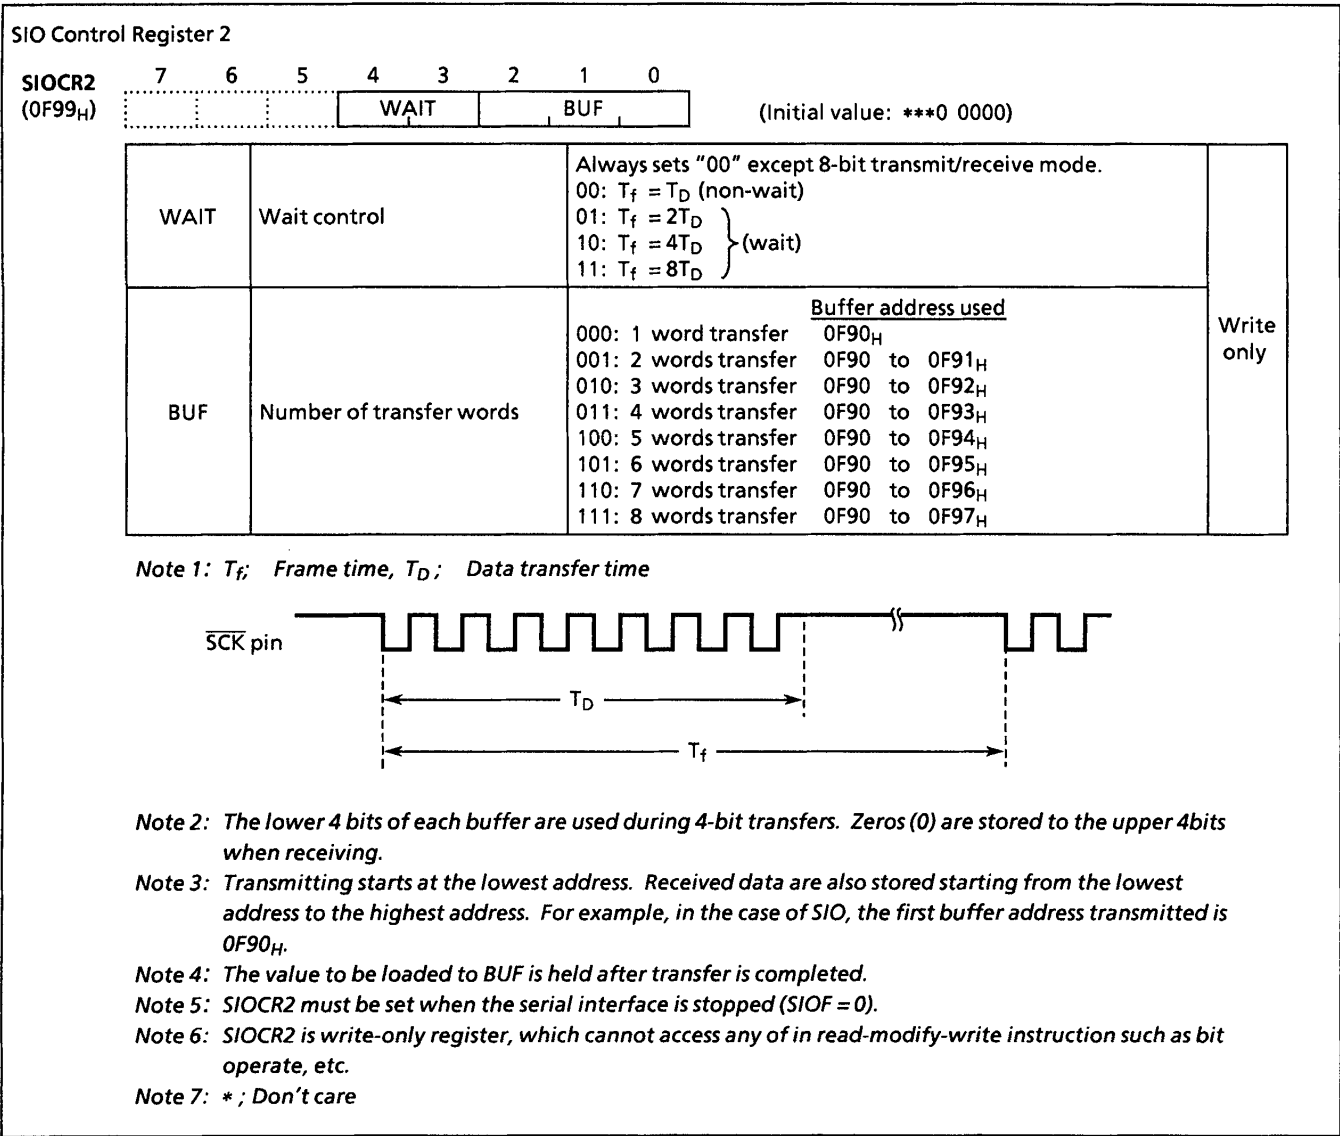 SIO Control Register 2
SIOCR2 7 6 5 4 3 2 1 0
(0F99H) WAIT BUF (Initial value: ***0 0000)
Always sets "00" except 8-bit transmit/receive mode.
00: Tf = TD (non-wait)
WAIT Wait control 01: Tf = 2TD
10: Tf = 4TD (wait)
11: Tf = 8TD
Buffer address used
000: 1 word transfer 0F90H
001: 2 words transfer 0F90 to 0F91H
010: 3 words transfer 0F90 to 0F92H
BUF Number of transfer words 011: 4 words transfer 0F90 to 0F93H
100: 5 words transfer 0F90 to 0F94H
101: 6 words transfer 0F90 to 0F95H
110: 7 words transfer 0F90 to 0F96H
111: 8 words transfer 0F90 to 0F97H
Write
only
Note 1: Tf; Frame time, TD; Data transfer time
SCK pin
TD
Tf
Note 2: The lower 4 bits of each buffer are used during 4-bit transfers. Zeros (0) are stored to the upper 4bits
when receiving.
Note 3: Transmitting starts at the lowest address. Received data are also stored starting from the lowest
address to the highest address. For example, in the case of SIO, the first buffer address transmitted is
0F90H.
Note 4: The value to be loaded to BUF is held after transfer is completed.
Note 5: SIOCR2 must be set when the serial interface is stopped (SIOF = 0).
Note 6: SIOCR2 is write-only register, which cannot access any of in read-modify-write instruction such as bit
operate, etc.
Note 7: * ; Don't care